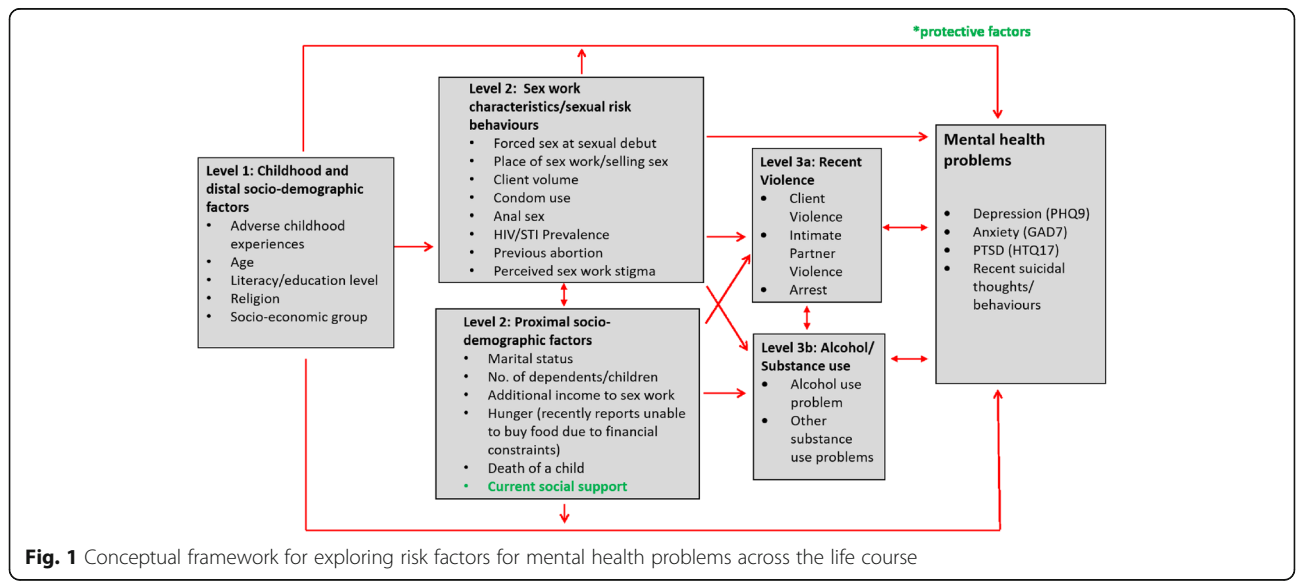 *protective factors
Level 1: Childhood and
distal socio-demographic
factors
• Adverse childhood
experiences
• Age
• Literacy/education level
• Religion
• Socio-economic group
Level 2: Sex work
characteristics/sexual risk
behaviours
• Forced sex at sexual debut
• Place of sex work/selling sex
• Client volume
• Condom use
• Anal sex
• HIV/STI Prevalence
• Previous abortion
• Perceived sex work stigma
Level 2: Proximal socio-
demographic factors
• Marital status
• No. of dependents/children
• Additional income to sex work
• Hunger (recently reports unable
to buy food due to financial
constraints)
• Death of a child
• Current social support
Level 3a: Recent
Violence
• Client
Violence
• Intimate
Partner
Violence
• Arrest
Level 3b: Alcohol/
Substance use
• Alcohol use
problem
• Other
substance
use problems
Mental health
problems
• Depression (PHQ9)
• Anxiety (GAD7)
• PTSD (HTQ17)
• Recent suicidal
thoughts/
behaviours
Fig. 1 Conceptual framework for exploring risk factors for mental health problems across the life course